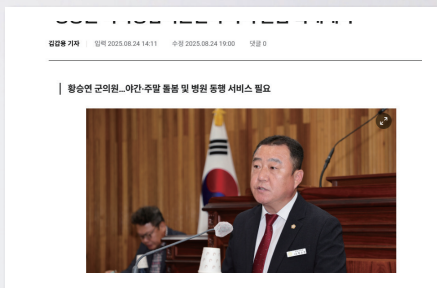 김감용 기자 | 입력 2025.08.24 14:11 수정 2025.08.24 19:00 댓글 0
황승연 군의원...야간·주말 돌봄 및 병원 동행 서비스 필요